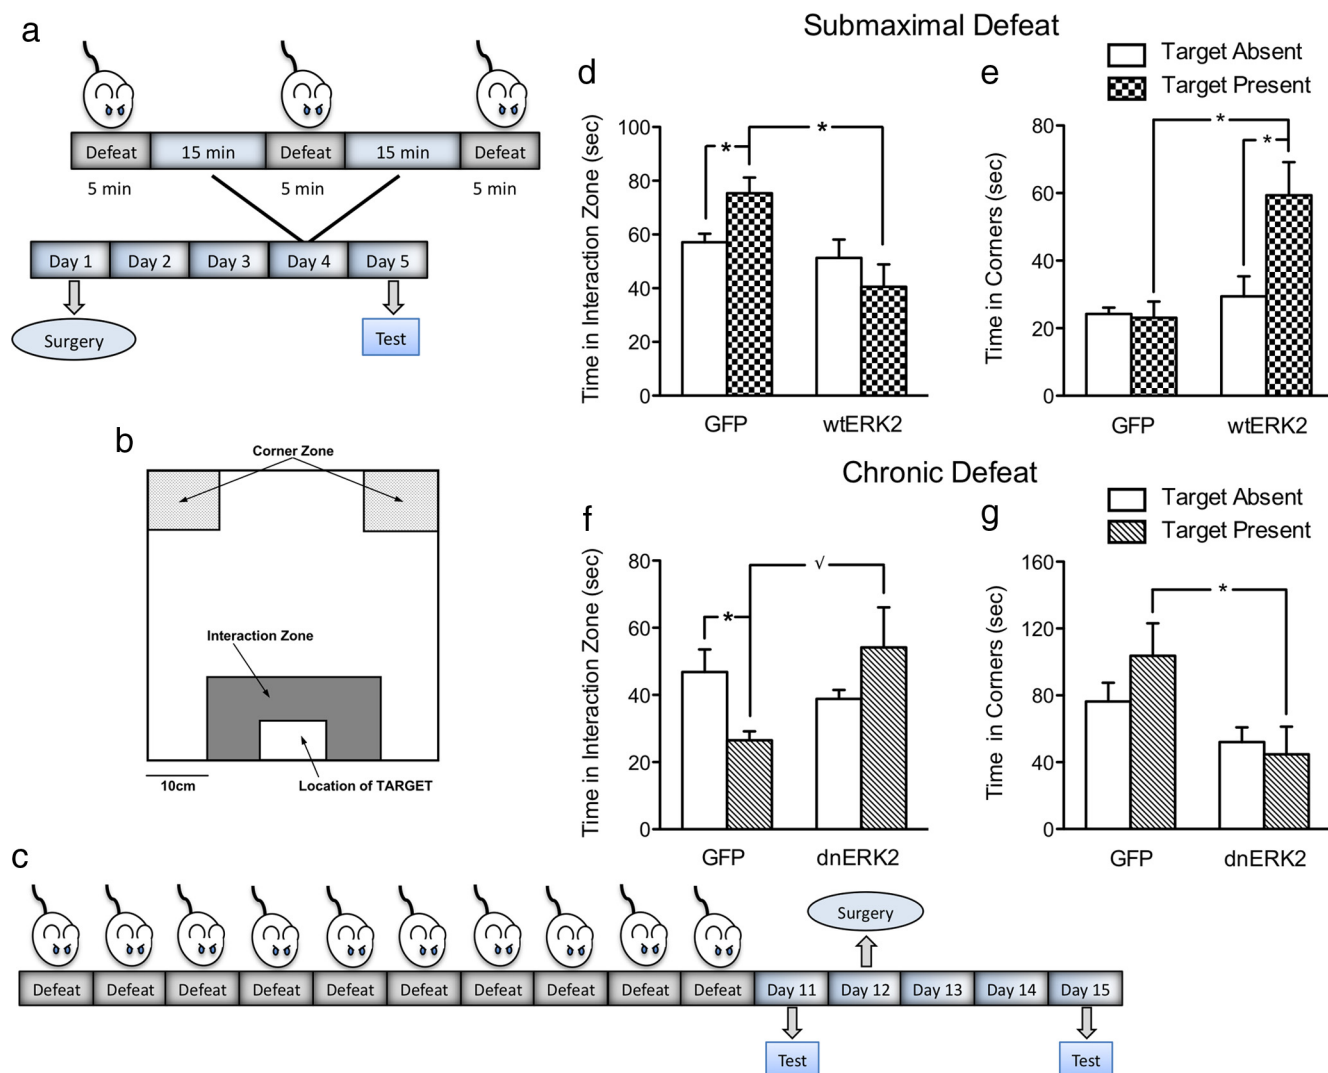 a
Defeat 15 min Defeat 15 min Defeat
5 min 5 min 5 min
Day 1 Day 2 Day 3 Day 4 Day 5
Surgery Test
b
Corner Zone
Interaction Zone
10cm Location of TARGET
c
Defeat Defeat Defeat Defeat Defeat Defeat Defeat Defeat Defeat Defeat Day 11 Day 12 Day 13 Day 14 Day 15
Surgery
Test Test
Submaximal Defeat
Target Absent
Target Present
d
Time in Interaction Zone (sec)
100
80
60
40
20
0
* *
GFP wtERK2
e
Time in Corners (sec)
80
60
40
20
0
*
*
GFP wtERK2
Chronic Defeat
Target Absent
Target Present
f
Time in Interaction Zone (sec)
80
60
40
20
0
√
*
GFP dnERK2
g
Time in Corners (sec)
160
120
80
40
0
*
GFP dnERK2